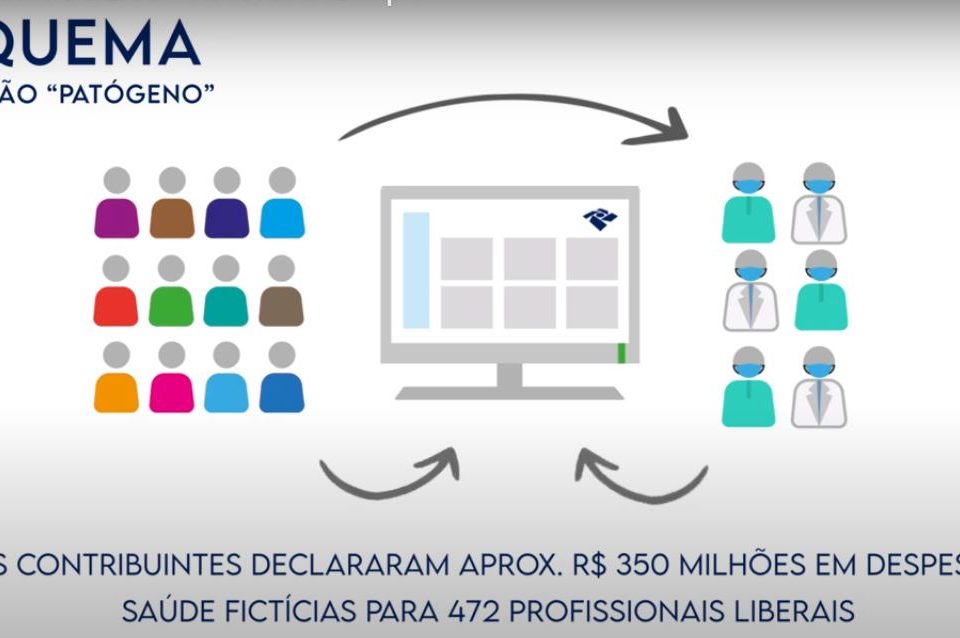 QUEMA
ÃO “PATÓGENO”
S CONTRIBUINTES DECLARARAM APROX. R$ 350 MILHÕES EM DESPES
SAÚDE FICTÍCIAS PARA 472 PROFISSIONAIS LIBERAIS